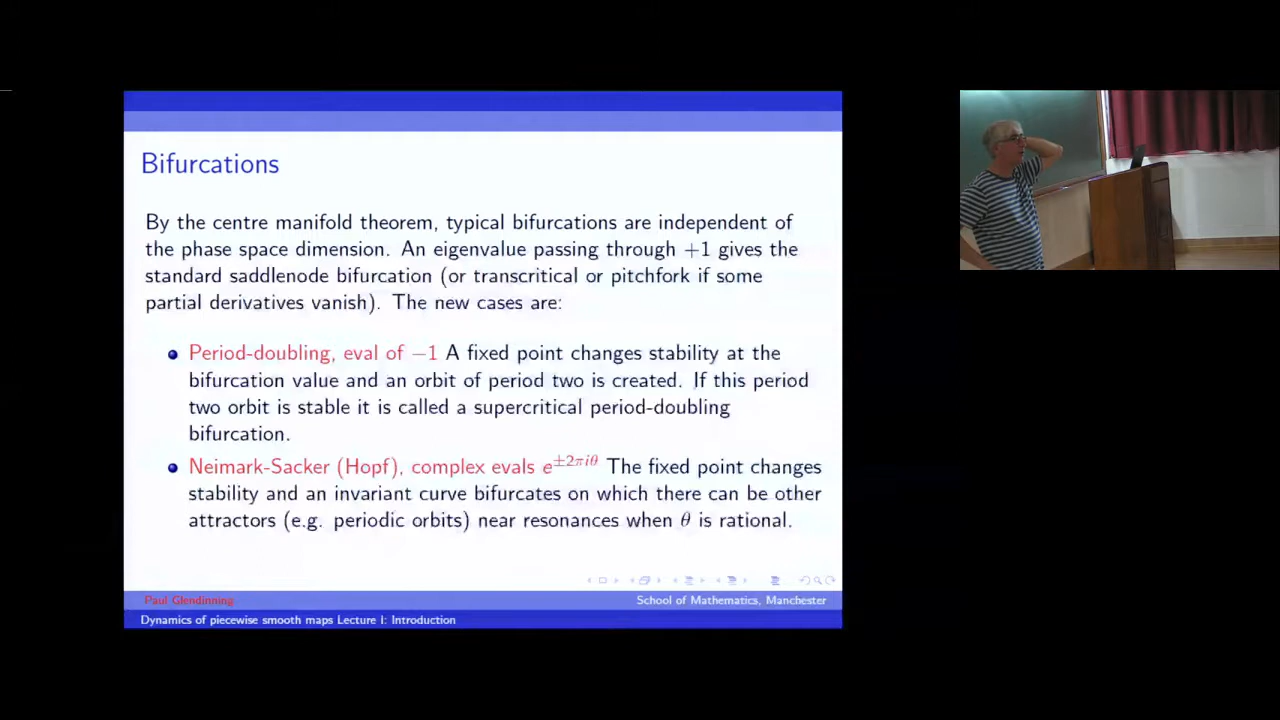 Bifurcations
By the centre manifold theorem, typical bifurcations are independent of
the phase space dimension. An eigenvalue passing through +1 gives the
standard saddlenode bifurcation (or transcritical or pitchfork if some
partial derivatives vanish). The new cases are:
Period-doubling, eval of −1 A fixed point changes stability at the
bifurcation value and an orbit of period two is created. If this period
two orbit is stable it is called a supercritical period-doubling
bifurcation.
Neimark-Sacker (Hopf), complex evals e^{±2πiθ} The fixed point changes
stability and an invariant curve bifurcates on which there can be other
attractors (e.g. periodic orbits) near resonances when θ is rational.
Paul Glendinning School of Mathematics, Manchester
Dynamics of piecewise smooth maps Lecture I: Introduction